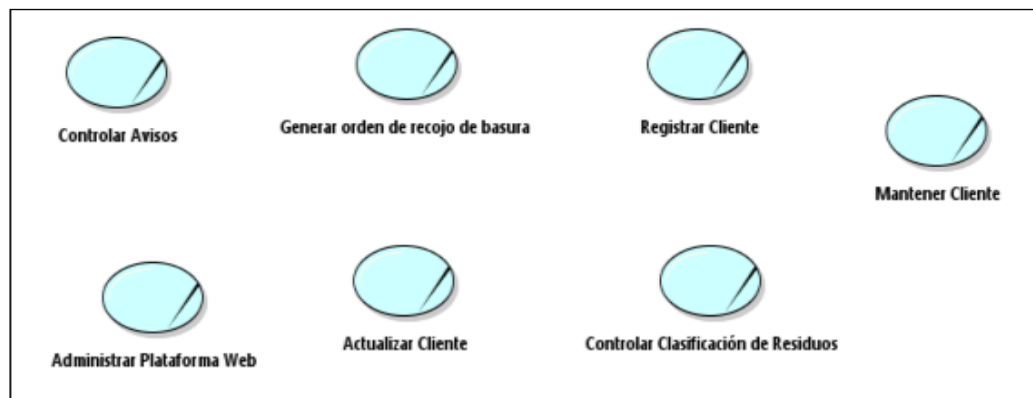 Controlar Avisos
Generar orden de recojo de basura
Registrar Cliente
Mantener Cliente
Administrar Plataforma Web
Actualizar Cliente
Controlar Clasificación de Residuos